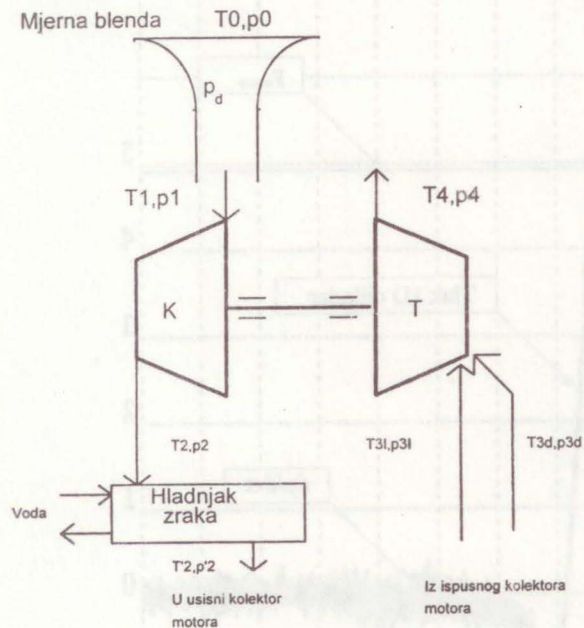 Mjerna blenda
T0,p0
pd
T1,p1
T4,p4
K
T
T2,p2
T3l,p3l
T3d,p3d
Voda
Hladnjak
zraka
T'2,p'2
U usisni kolektor
motora
Iz ispusnog kolektora
motora